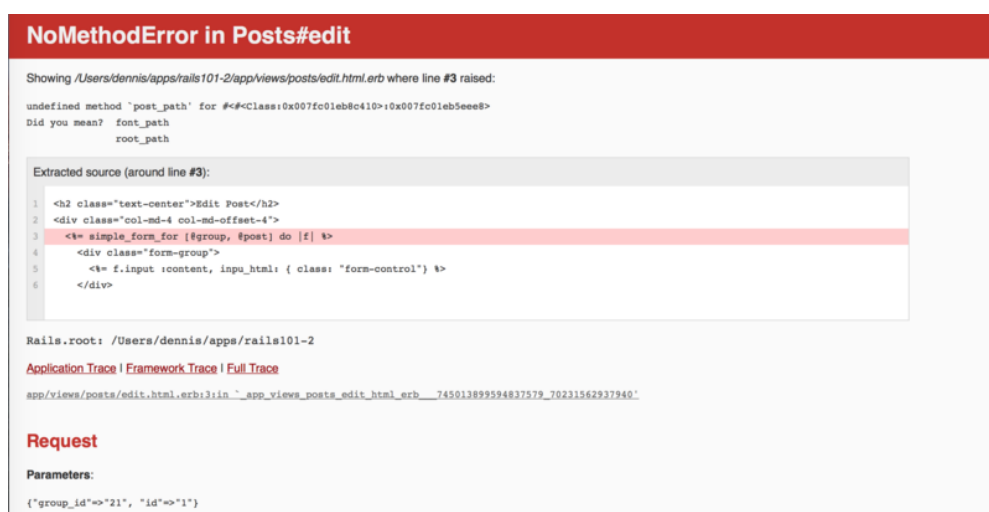 NoMethodError in Posts#edit
Showing /Users/dennis/apps/rails101-2/app/views/posts/edit.html.erb where line #3 raised:
undefined method `post_path' for #<#<Class:0x007fc01eb8c410>:0x007fc01eb5eee8>
Did you mean?  font_path
root_path
Extracted source (around line #3):
1 <h2 class="text-center">Edit Post</h2>
2 <div class="col-md-4 col-md-offset-4">
3 <%= simple_form_for [@group, @post] do |f| %>
4 <div class="form-group">
5 <%= f.input :content, inpu_html: { class: "form-control"} %>
6 </div>
Rails.root: /Users/dennis/apps/rails101-2
Application Trace | Framework Trace | Full Trace
app/views/posts/edit.html.erb:3:in `_app_views_posts_edit_html_erb___745013899594837579_70231562937940'
Request
Parameters:
{"group_id"=>"21", "id"=>"1"}